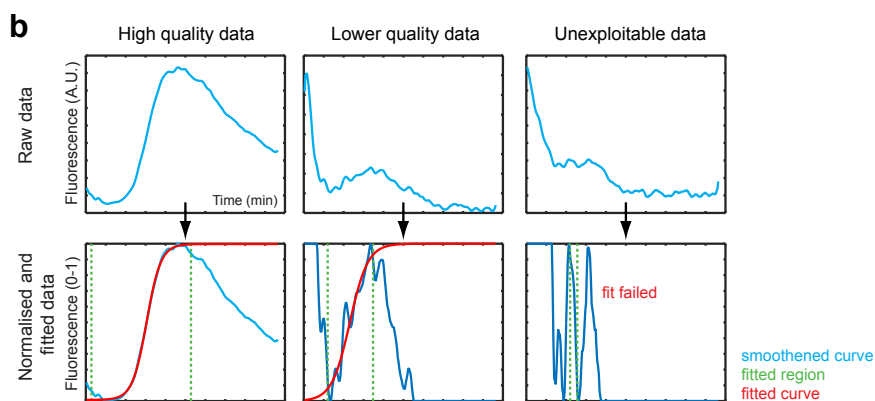 b
High quality data
Lower quality data
Unexploitable data
Raw data
Fluorescence (A.U.)
Time (min)
Normalised and
fitted data
Fluorescence (0-1)
fit failed
smoothened curve
fitted region
fitted curve